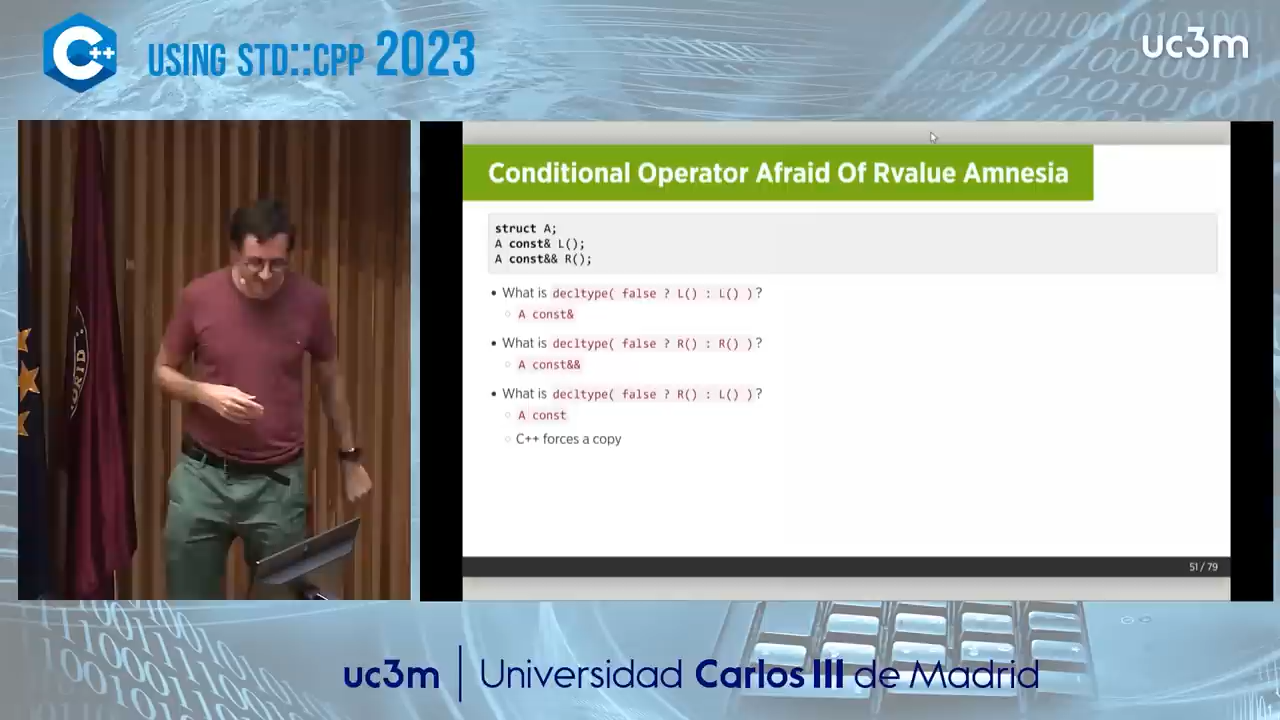 C++
USING STD::CPP 2023
uc3m
Conditional Operator Afraid Of Rvalue Amnesia
struct A;
A const& L();
A const&& R();
• What is decltype( false ? L() : L() )?
○ A const&
• What is decltype( false ? R() : R() )?
○ A const&&
• What is decltype( false ? R() : L() )?
○ A const
○ C++ forces a copy
51 / 79
uc3m | Universidad Carlos III de Madrid